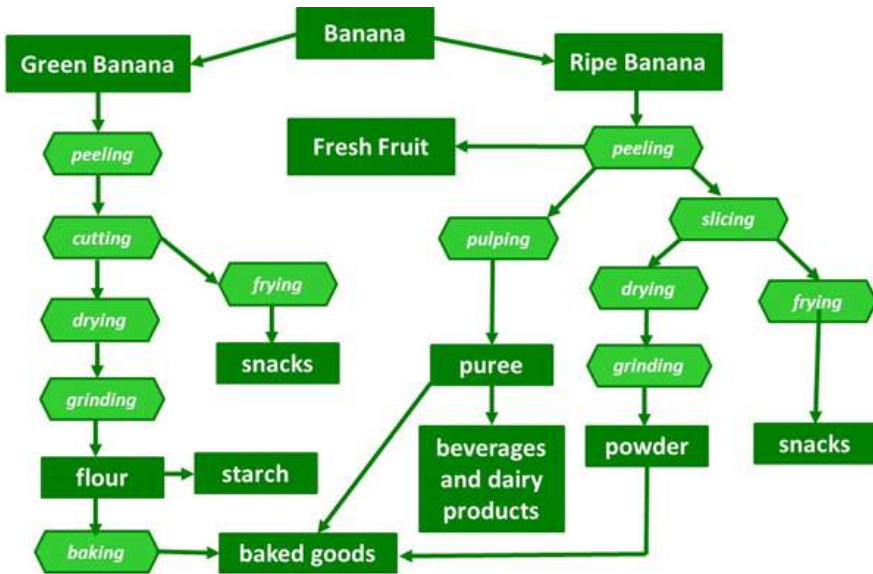 Banana
Green Banana
Ripe Banana
peeling
Fresh Fruit
peeling
cutting
pulping
slicing
frying
drying
frying
drying
snacks
puree
grinding
grinding
beverages
and dairy
products
powder
snacks
flour
starch
baking
baked goods